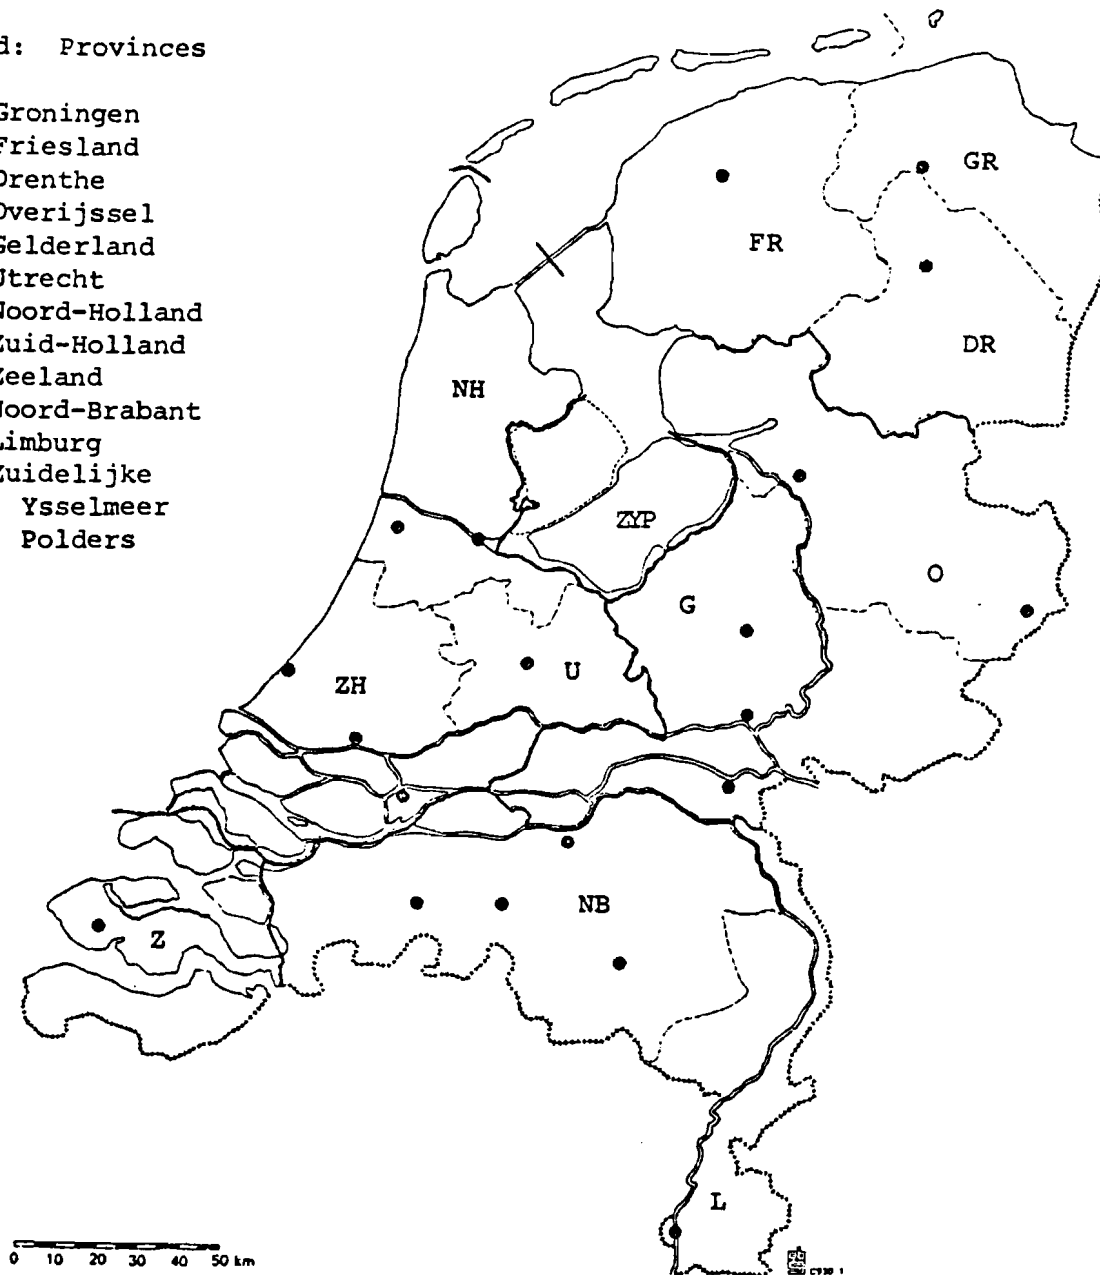 d: Provinces
Groningen
Friesland
Drenthe
Overijssel
Gelderland
Utrecht
Noord-Holland
Zuid-Holland
Zeeland
Noord-Brabant
Limburg
Zuidelijke
Ysselmeer
Polders
GR
FR
DR
NH
ZYP
O
G
U
ZH
NB
Z
L
0 10 20 30 40 50 km